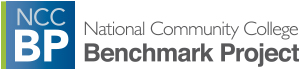 NCC
BP
National Community College
Benchmark Project